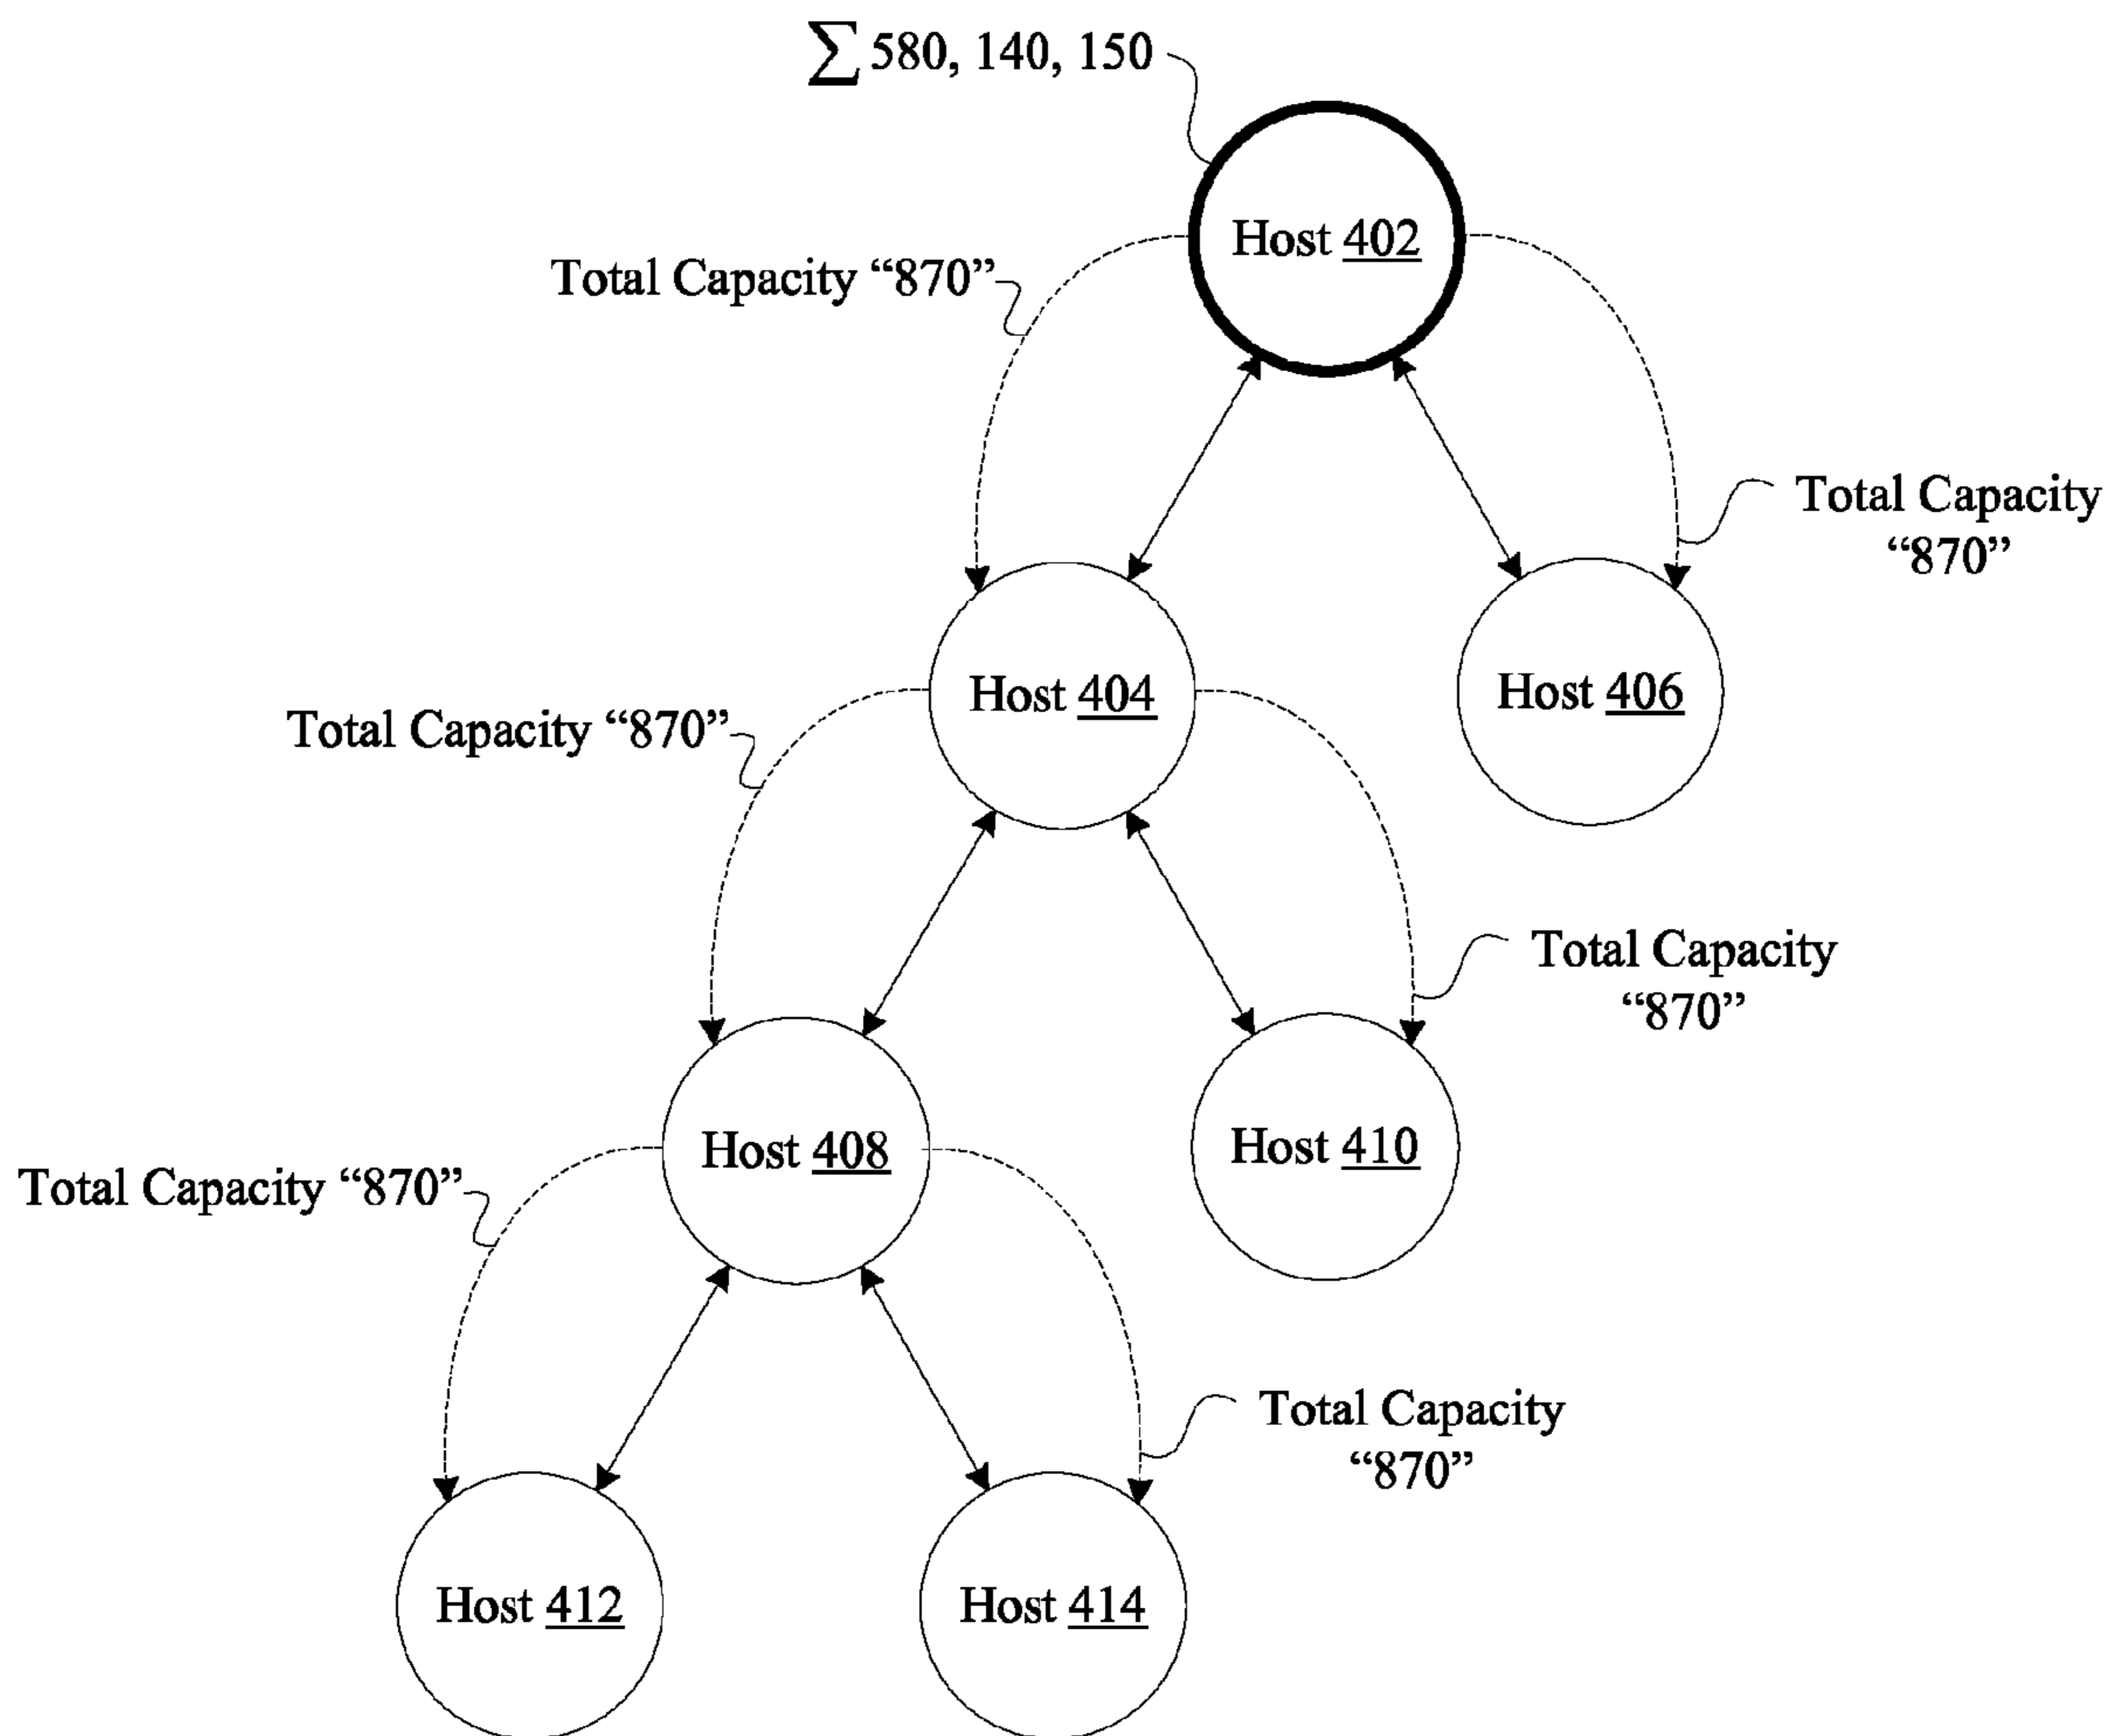 ∑ 580, 140, 150
Host 402
Total Capacity “870”
Total Capacity
“870”
Host 404
Host 406
Total Capacity “870”
Total Capacity
“870”
Host 408
Host 410
Total Capacity “870”
Total Capacity
“870”
Host 412
Host 414